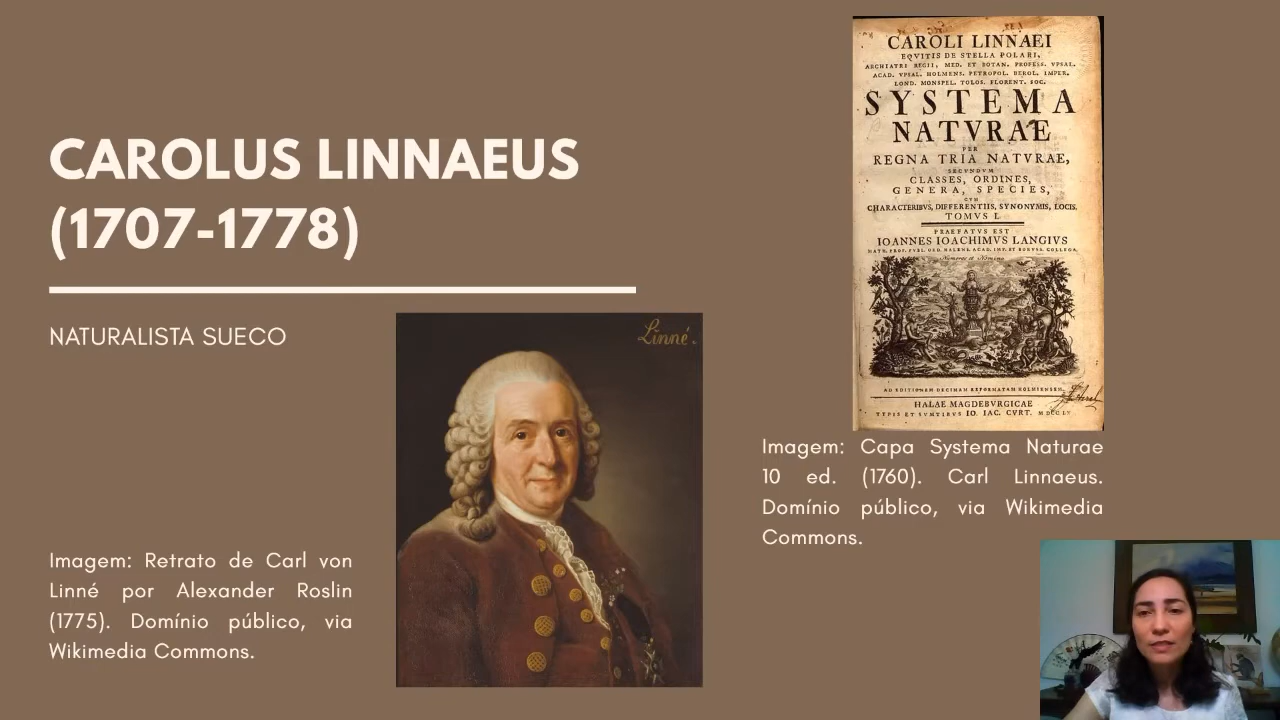 CAROLUS LINNAEUS
(1707-1778)
NATURALISTA SUECO
Linné.
Imagem: Retrato de Carl von
Linné por Alexander Roslin
(1775). Domínio público, via
Wikimedia Commons.
CAROLI LINNAEI
EQVITIS DE STELLA POLARI,
ARCHIATRI REGII, MED. ET BOTAN. PROFESS. VPSAL.
ACAD. VPSAL. HOLMENS. PETROPOL. BEROL. IMPER.
LOND. MONSPEL. TOLOS. FLORENT. SOC.
SYSTEMA
NATVRAE
PER
REGNA TRIA NATVRAE,
SECVNDVM
CLASSES, ORDINES,
GENERA, SPECIES,
CVM
CHARACTERIBVS, DIFFERENTIIS, SYNONYMIS, LOCIS.
TOMVS I.
PRAEFATVS EST
IOANNES IOACHIMVS LANGIVS
AD EDITIONEM DECIMAM REFORMATAM HOLMIENSEM.
HALAE MAGDEBVRGICAE
TYPIS ET SVMTIBVS IO. IAC. CVRT.
Imagem: Capa Systema Naturae
10 ed. (1760). Carl Linnaeus.
Domínio público, via Wikimedia
Commons.